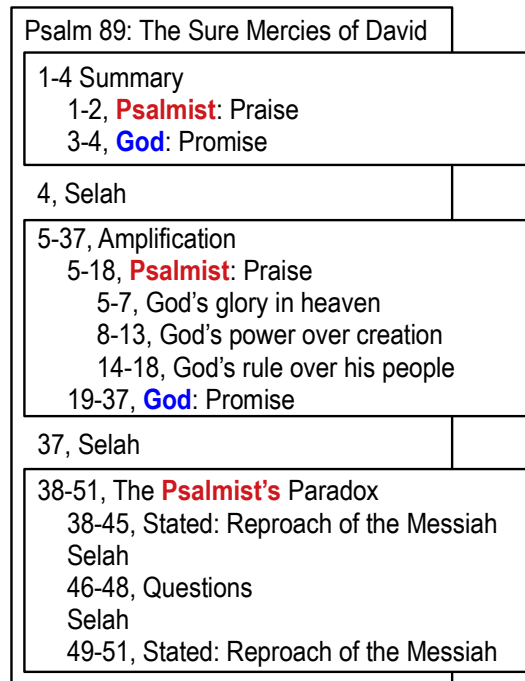 Psalm 89: The Sure Mercies of David
1-4 Summary
1-2, Psalmist: Praise
3-4, God: Promise
4, Selah
5-37, Amplification
5-18, Psalmist: Praise
5-7, God’s glory in heaven
8-13, God’s power over creation
14-18, God’s rule over his people
19-37, God: Promise
37, Selah
38-51, The Psalmist’s Paradox
38-45, Stated: Reproach of the Messiah
Selah
46-48, Questions
Selah
49-51, Stated: Reproach of the Messiah